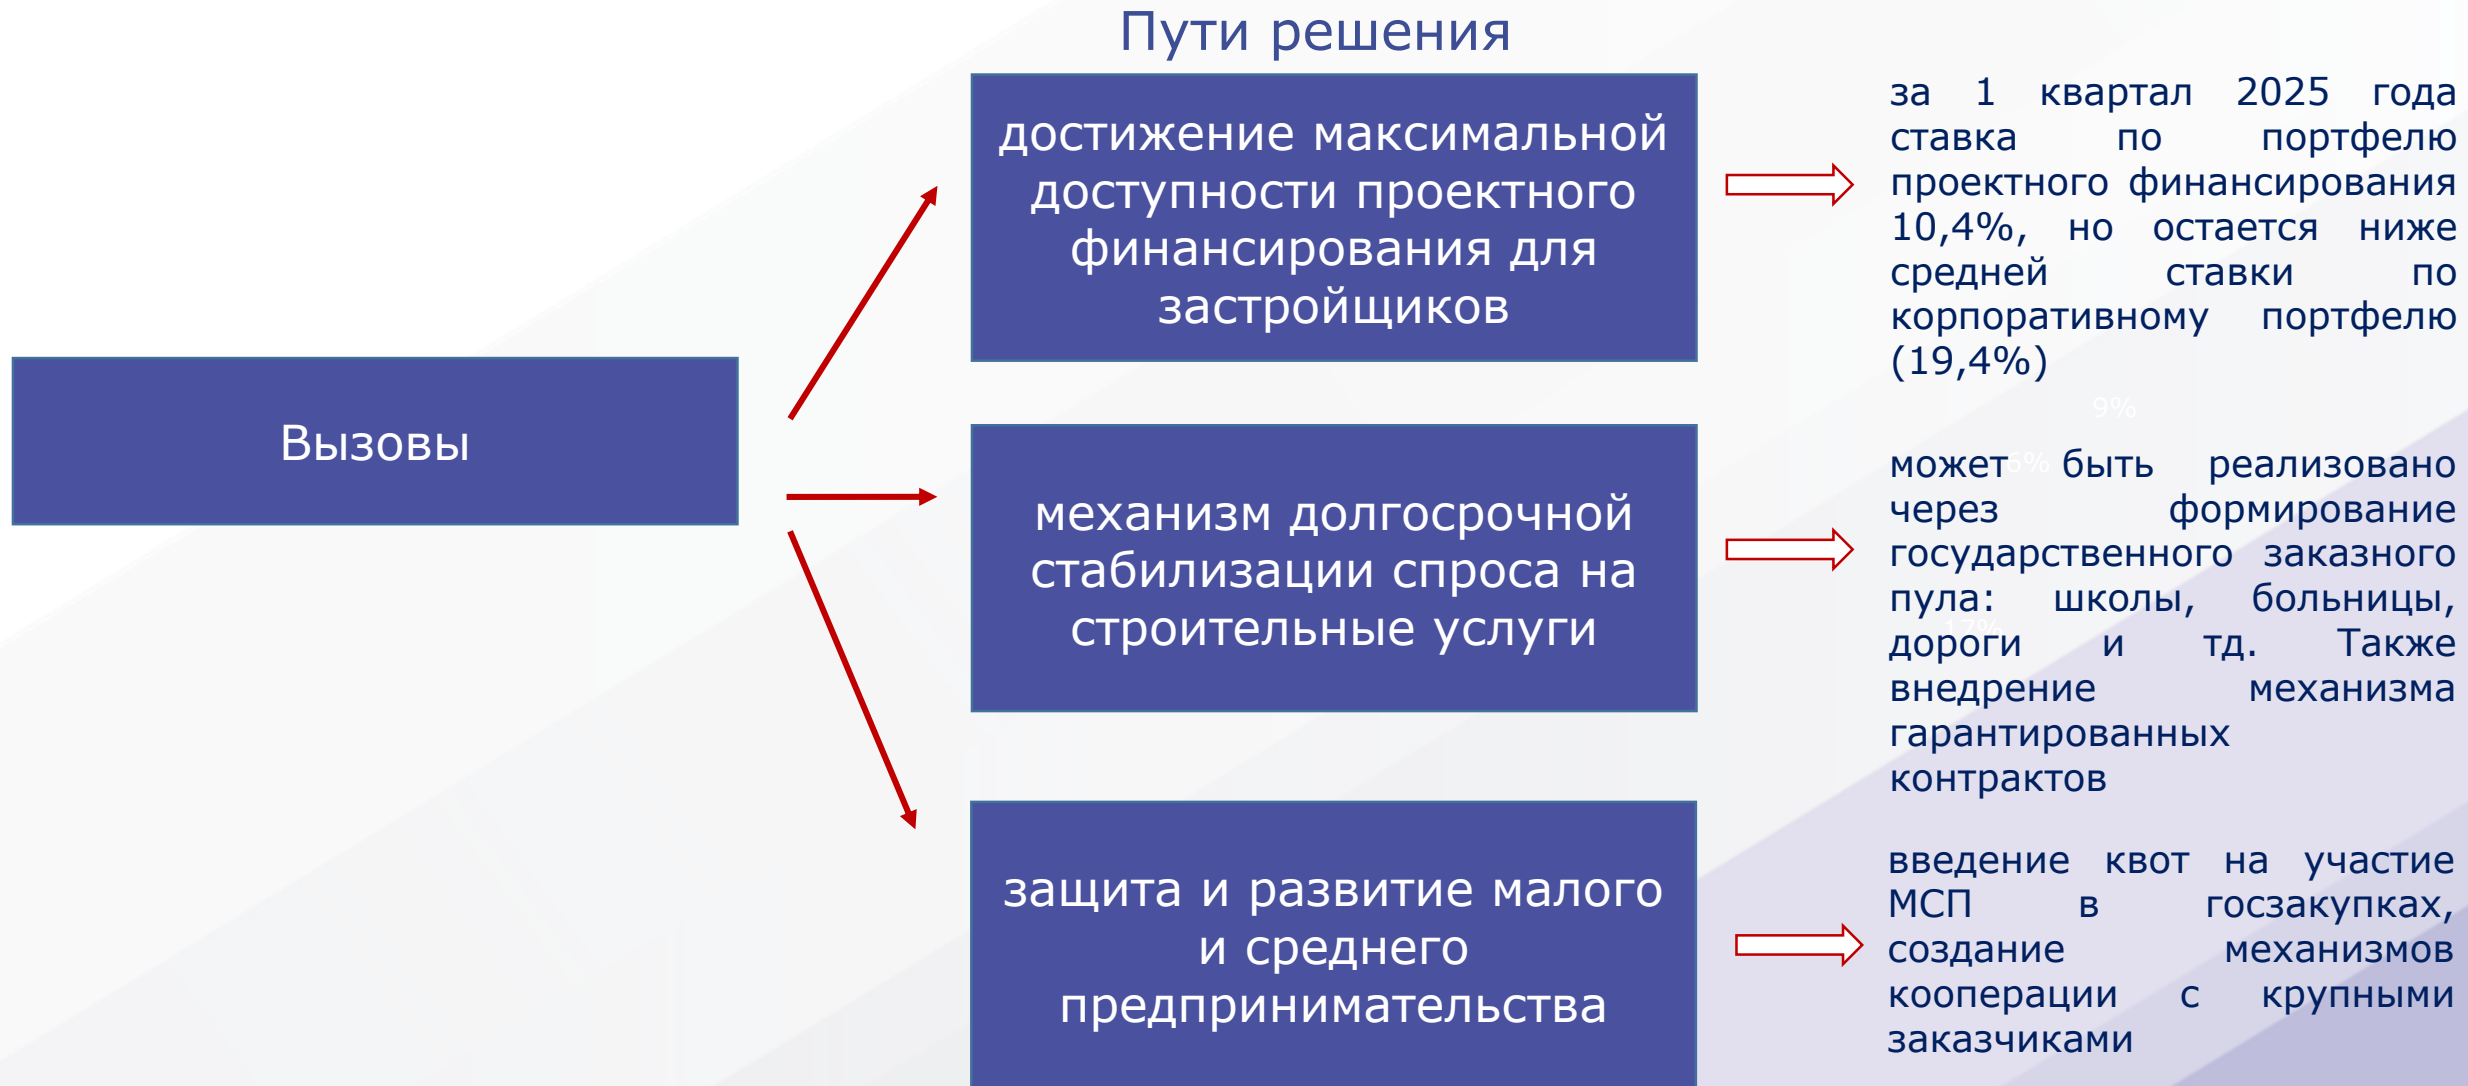 Пути решения
Вызовы
достижение максимальной
доступности проектного
финансирования для
застройщиков
за 1 квартал 2025 года
ставка по портфелю
проектного финансирования
10,4%, но остается ниже
средней ставки по
корпоративному портфелю
(19,4%)
9%
механизм долгосрочной
стабилизации спроса на
строительные услуги
может быть реализовано
6%
через формирование
государственного заказного
пула: школы, больницы,
17%
дороги и тд. Также
внедрение механизма
гарантированных
контрактов
защита и развитие малого
и среднего
предпринимательства
введение квот на участие
МСП в госзакупках,
создание механизмов
кооперации с крупными
заказчиками